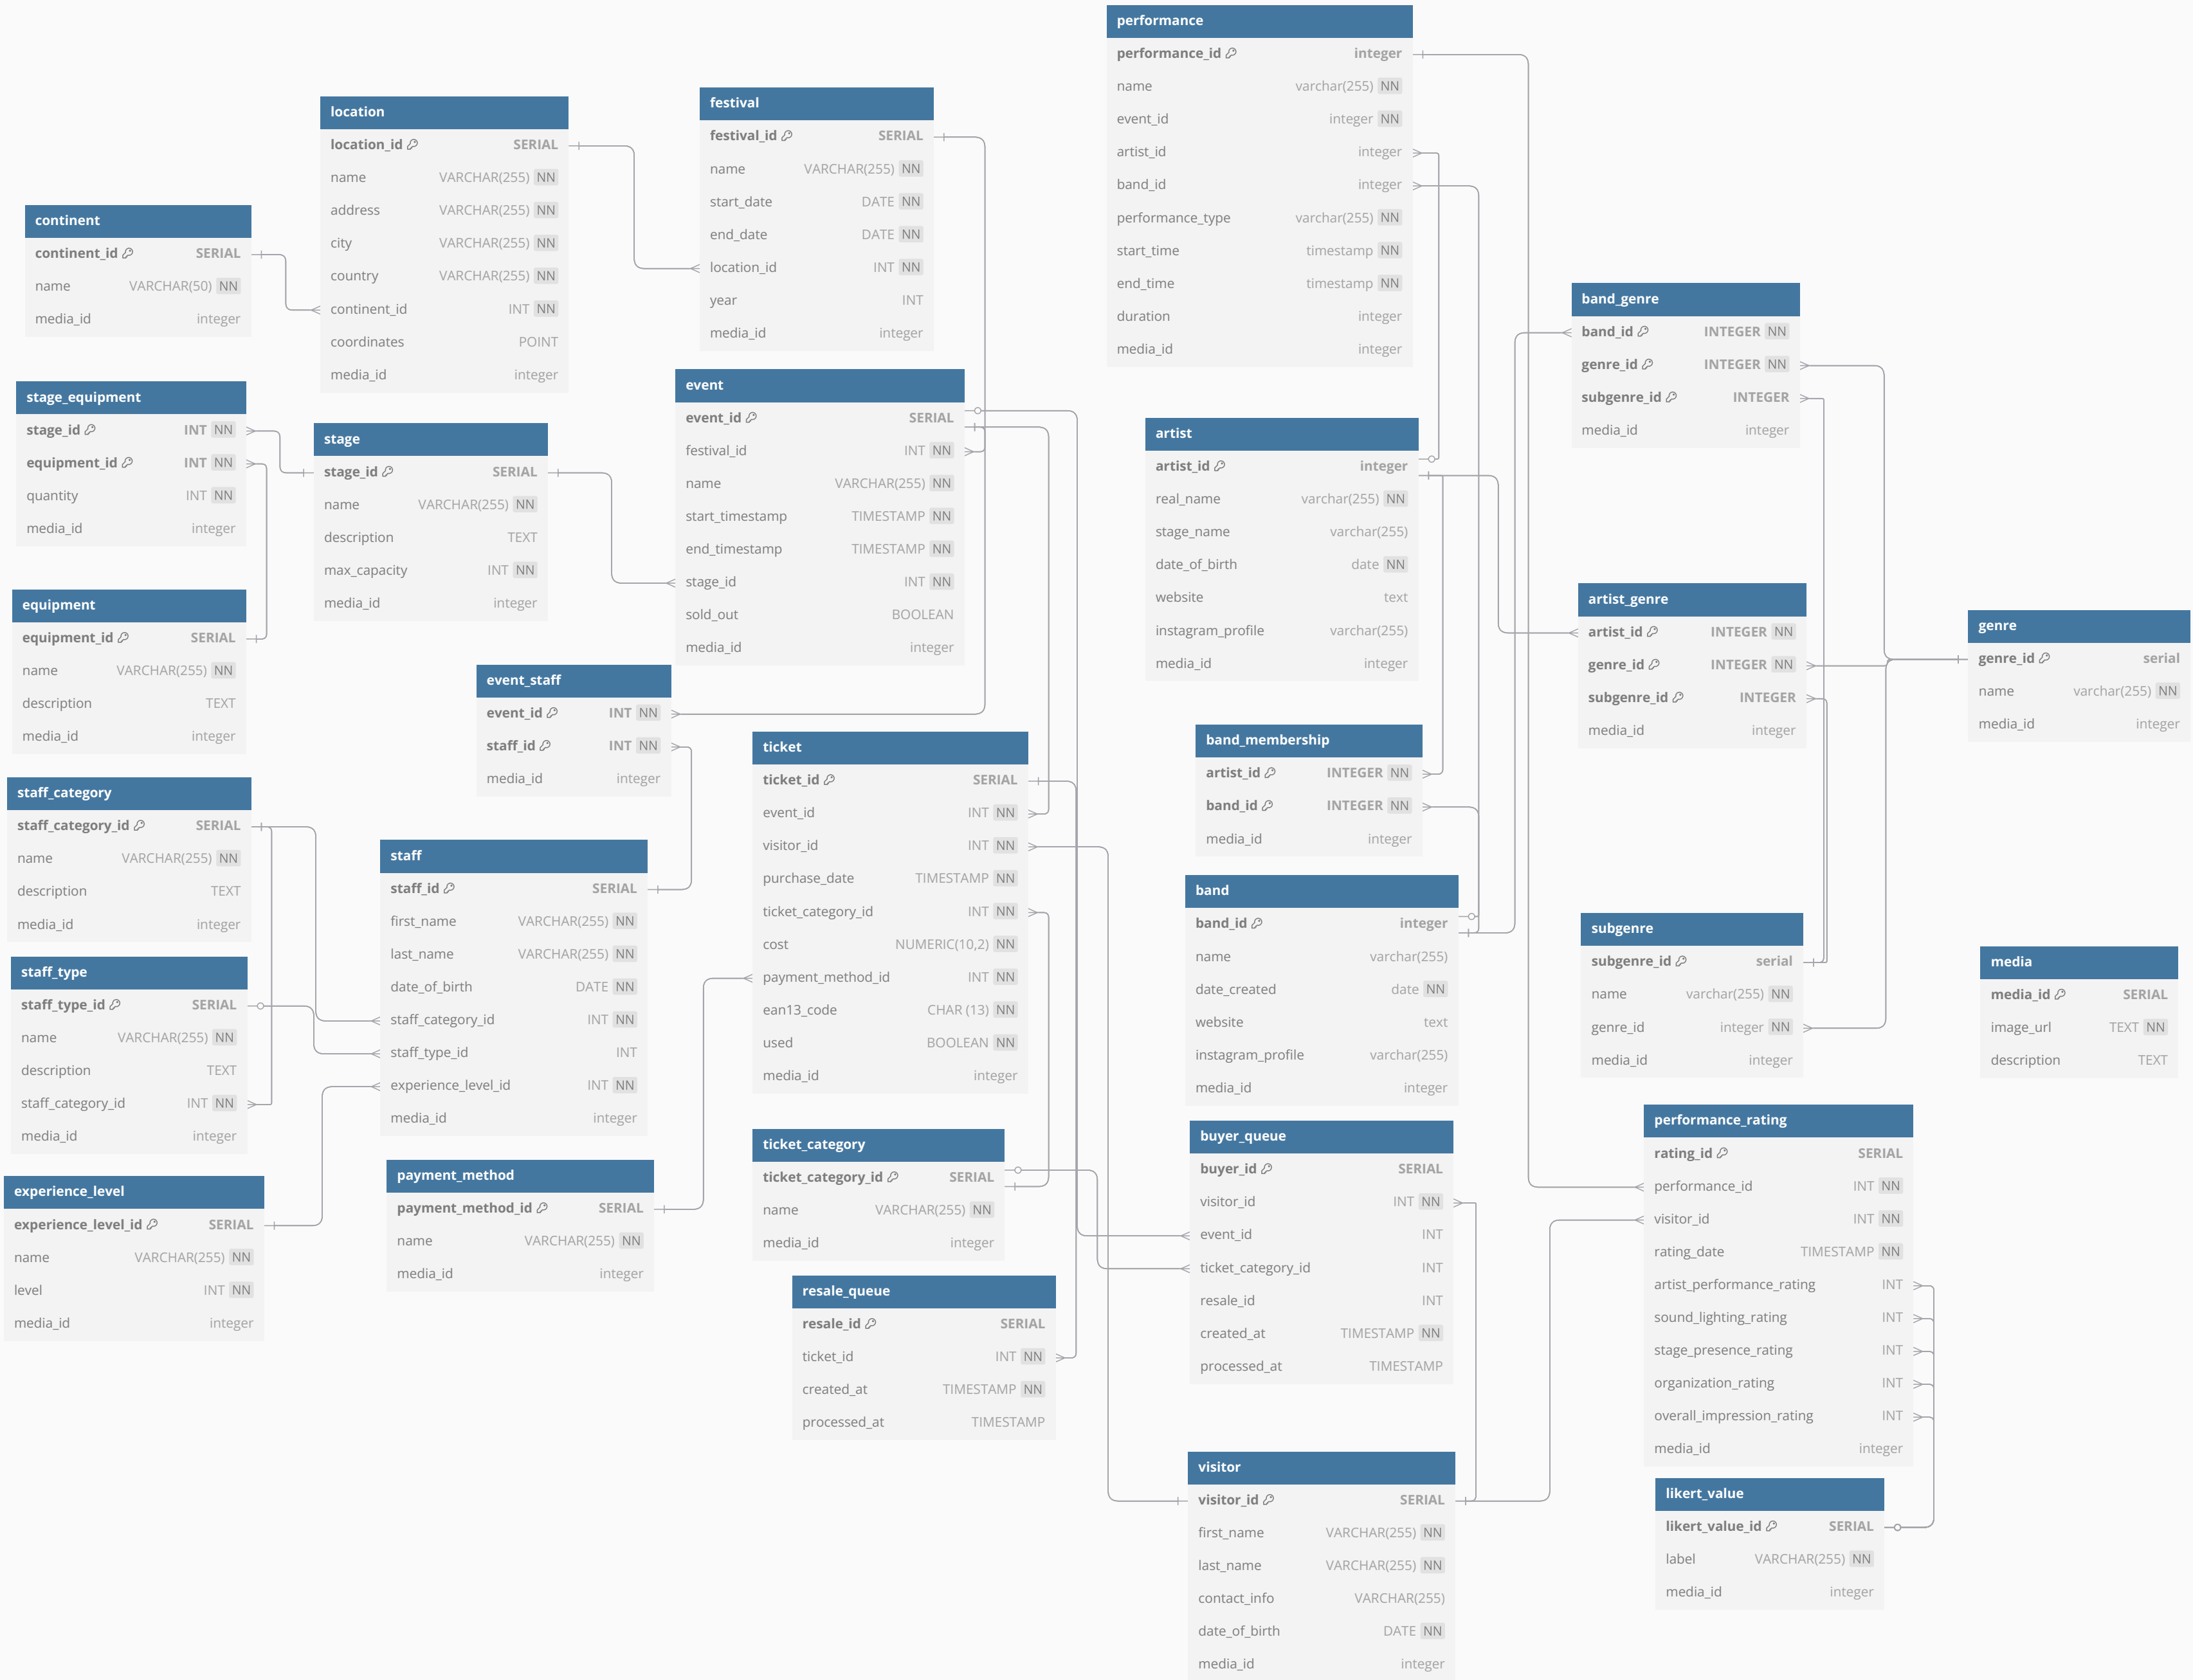 performance
performance_id integer
name varchar(255) NN
event_id integer NN
artist_id integer
band_id integer
performance_type varchar(255) NN
start_time timestamp NN
end_time timestamp NN
duration integer
media_id integer
location
location_id SERIAL
name VARCHAR(255) NN
address VARCHAR(255) NN
city VARCHAR(255) NN
country VARCHAR(255) NN
continent_id INT NN
coordinates POINT
media_id integer
festival
festival_id SERIAL
name VARCHAR(255) NN
start_date DATE NN
end_date DATE NN
location_id INT NN
year INT
media_id integer
continent
continent_id SERIAL
name VARCHAR(50) NN
media_id integer
band_genre
band_id INTEGER NN
genre_id INTEGER NN
subgenre_id INTEGER
media_id integer
stage_equipment
stage_id INT NN
equipment_id INT NN
quantity INT NN
media_id integer
stage
stage_id SERIAL
name VARCHAR(255) NN
description TEXT
max_capacity INT NN
media_id integer
event
event_id SERIAL
festival_id INT NN
name VARCHAR(255) NN
start_timestamp TIMESTAMP NN
end_timestamp TIMESTAMP NN
stage_id INT NN
sold_out BOOLEAN
media_id integer
artist
artist_id integer
real_name varchar(255) NN
stage_name varchar(255)
date_of_birth date NN
website text
instagram_profile varchar(255)
media_id integer
equipment
equipment_id SERIAL
name VARCHAR(255) NN
description TEXT
media_id integer
artist_genre
artist_id INTEGER NN
genre_id INTEGER NN
subgenre_id INTEGER
media_id integer
genre
genre_id serial
name varchar(255) NN
media_id integer
event_staff
event_id INT NN
staff_id INT NN
media_id integer
ticket
ticket_id SERIAL
event_id INT NN
visitor_id INT NN
purchase_date TIMESTAMP NN
ticket_category_id INT NN
cost NUMERIC(10,2) NN
payment_method_id INT NN
ean13_code CHAR (13) NN
used BOOLEAN NN
media_id integer
band_membership
artist_id INTEGER NN
band_id INTEGER NN
media_id integer
staff_category
staff_category_id SERIAL
name VARCHAR(255) NN
description TEXT
media_id integer
staff
staff_id SERIAL
first_name VARCHAR(255) NN
last_name VARCHAR(255) NN
date_of_birth DATE NN
staff_category_id INT NN
staff_type_id INT
experience_level_id INT NN
media_id integer
band
band_id integer
name varchar(255)
date_created date NN
website text
instagram_profile varchar(255)
media_id integer
subgenre
subgenre_id serial
name varchar(255) NN
genre_id integer NN
media_id integer
media
media_id SERIAL
image_url TEXT NN
description TEXT
staff_type
staff_type_id SERIAL
name VARCHAR(255) NN
description TEXT
staff_category_id INT NN
media_id integer
experience_level
experience_level_id SERIAL
name VARCHAR(255) NN
level INT NN
media_id integer
payment_method
payment_method_id SERIAL
name VARCHAR(255) NN
media_id integer
ticket_category
ticket_category_id SERIAL
name VARCHAR(255) NN
media_id integer
buyer_queue
buyer_id SERIAL
visitor_id INT NN
event_id INT
ticket_category_id INT
resale_id INT
created_at TIMESTAMP NN
processed_at TIMESTAMP
performance_rating
rating_id SERIAL
performance_id INT NN
visitor_id INT NN
rating_date TIMESTAMP NN
artist_performance_rating INT
sound_lighting_rating INT
stage_presence_rating INT
organization_rating INT
overall_impression_rating INT
media_id integer
resale_queue
resale_id SERIAL
ticket_id INT NN
created_at TIMESTAMP NN
processed_at TIMESTAMP
visitor
visitor_id SERIAL
first_name VARCHAR(255) NN
last_name VARCHAR(255) NN
contact_info VARCHAR(255)
date_of_birth DATE NN
media_id integer
likert_value
likert_value_id SERIAL
label VARCHAR(255) NN
media_id integer